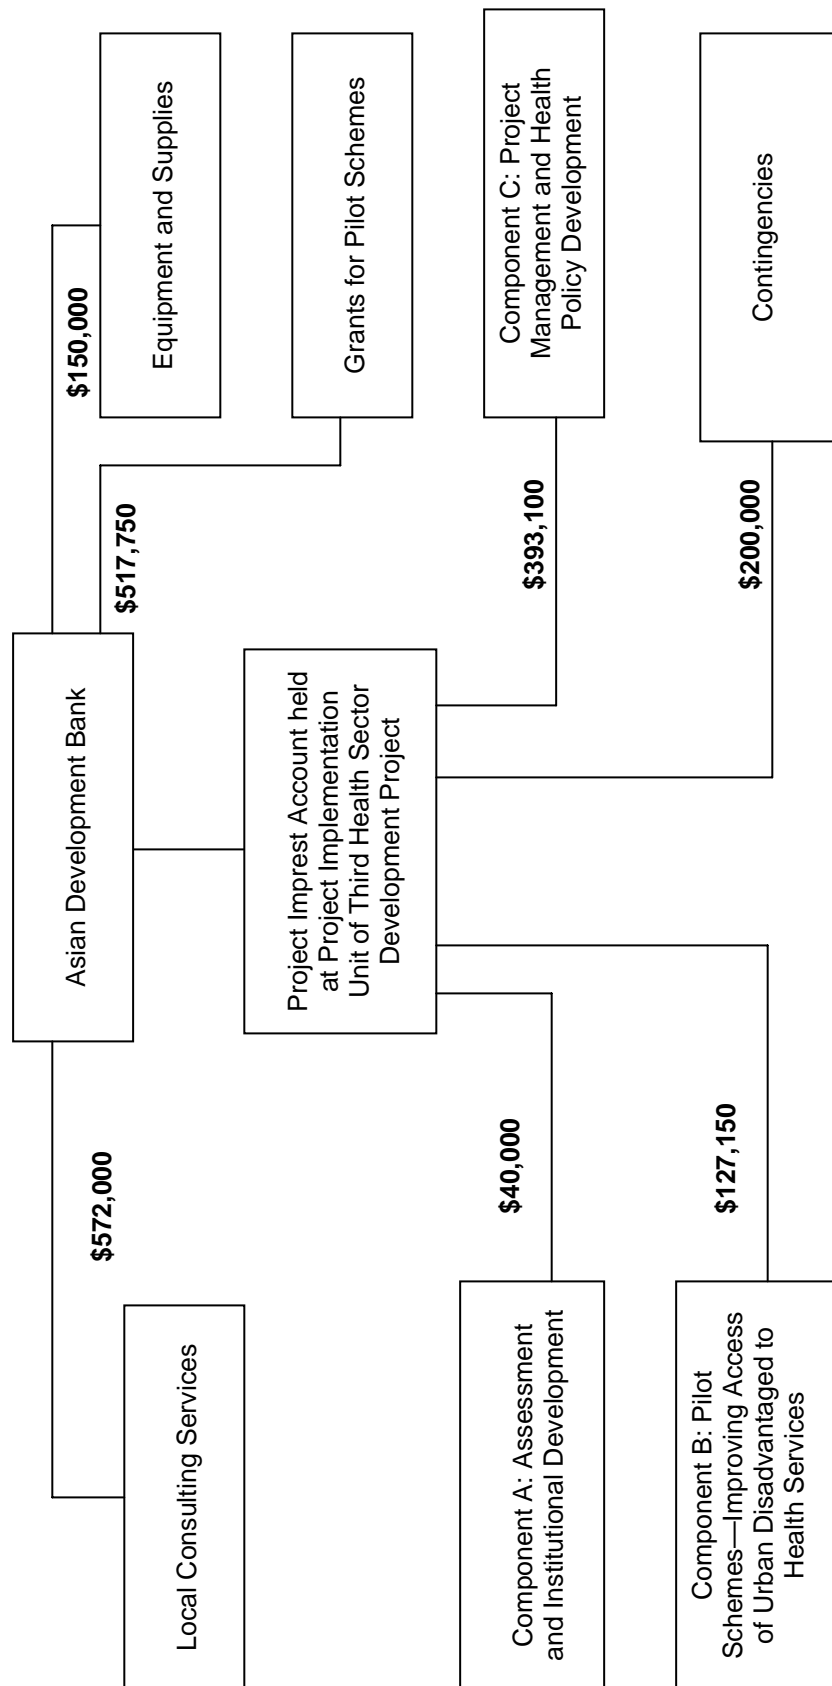 Asian Development Bank
$572,000
$150,000
$517,750
Local Consulting Services
Equipment and Supplies
Grants for Pilot Schemes
Project Imprest Account held
at Project Implementation
Unit of Third Health Sector
Development Project
$40,000
$393,100
Component A: Assessment
and Institutional Development
Component C: Project
Management and Health
Policy Development
$127,150
$200,000
Component B: Pilot
Schemes—Improving Access
of Urban Disadvantaged to
Health Services
Contingencies